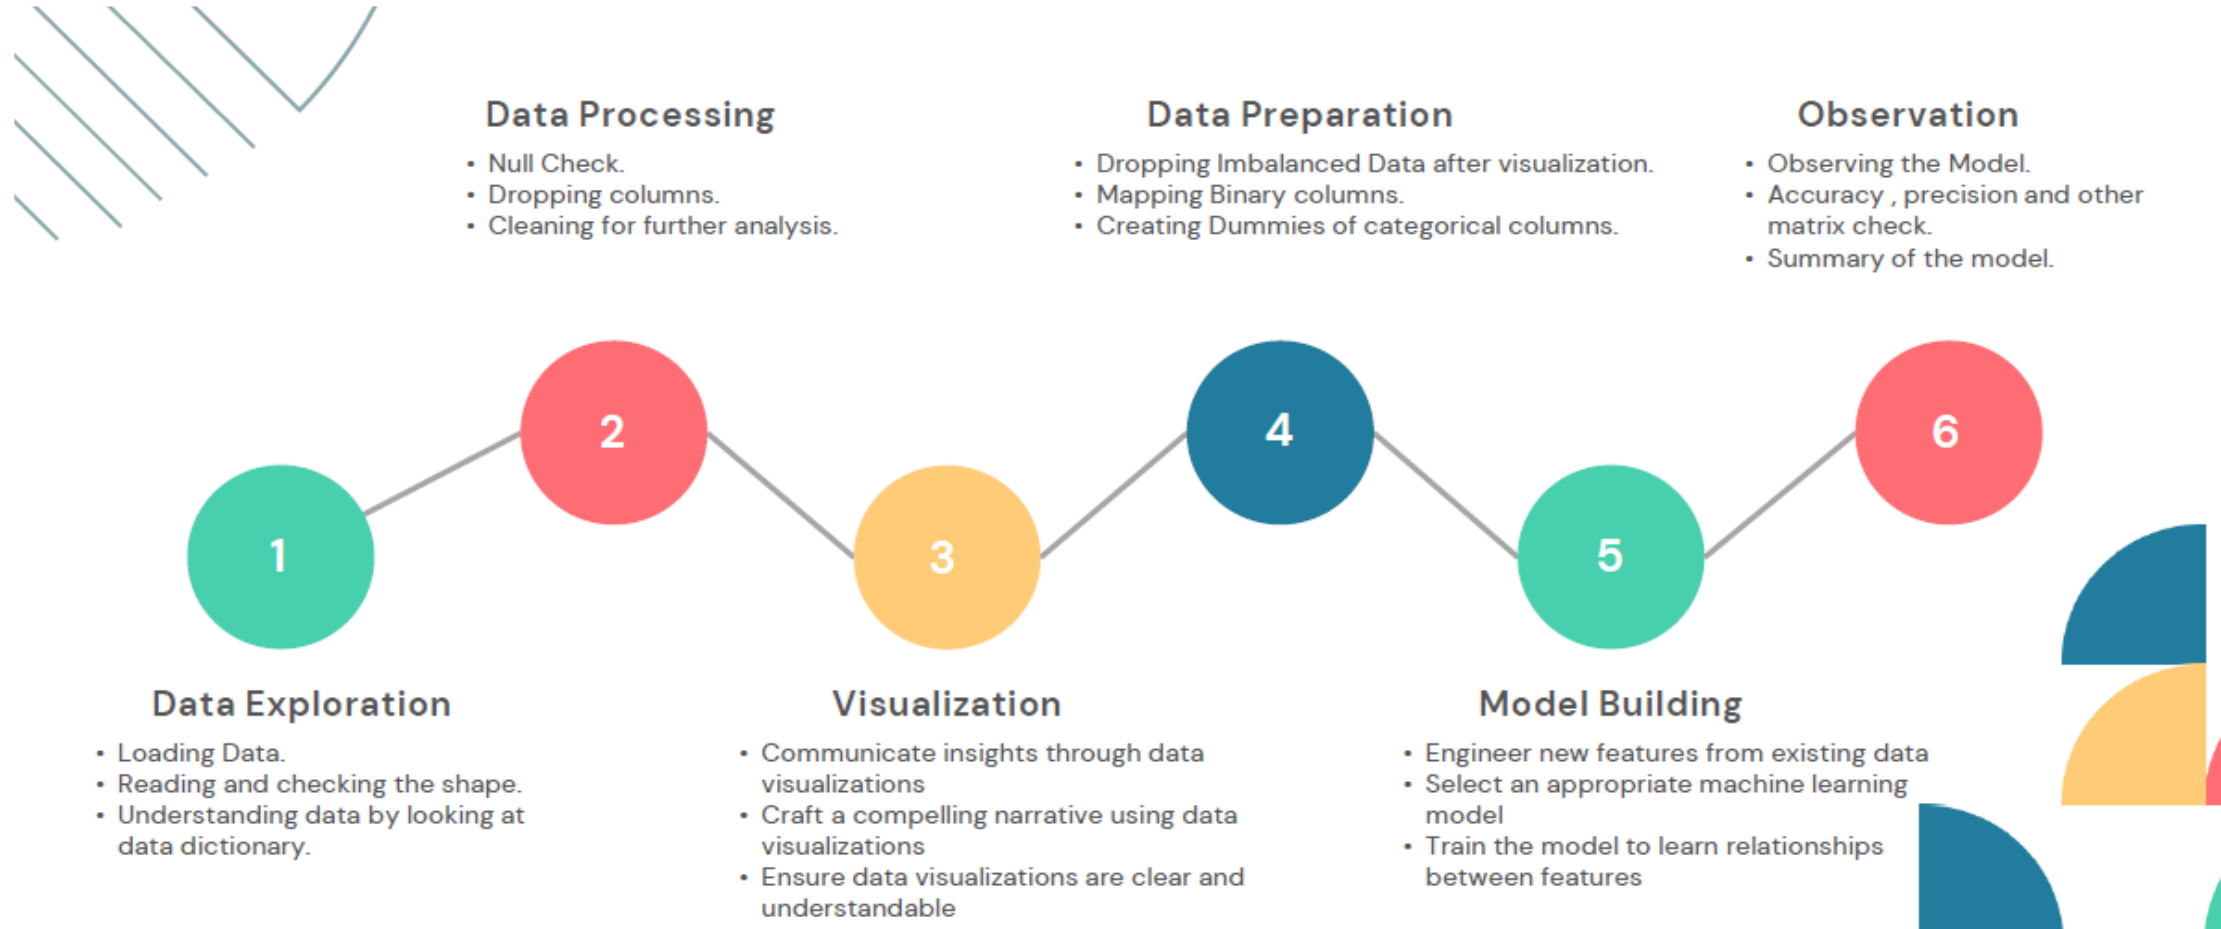 Data Processing
• Null Check.
• Dropping columns.
• Cleaning for further analysis.
Data Preparation
• Dropping Imbalanced Data after visualization.
• Mapping Binary columns.
• Creating Dummies of categorical columns.
Observation
• Observing the Model.
• Accuracy , precision and other
matrix check.
• Summary of the model.
1
2
3
4
5
6
Data Exploration
• Loading Data.
• Reading and checking the shape.
• Understanding data by looking at
data dictionary.
Visualization
• Communicate insights through data
visualizations
• Craft a compelling narrative using data
visualizations
• Ensure data visualizations are clear and
understandable
Model Building
• Engineer new features from existing data
• Select an appropriate machine learning
model
• Train the model to learn relationships
between features